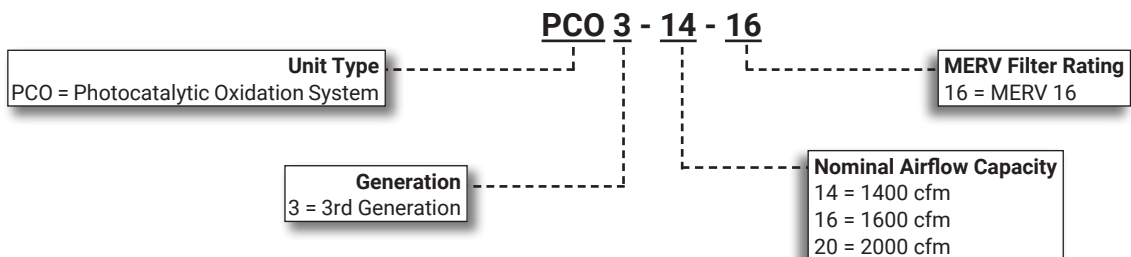 PCO 3 - 14 - 16
Unit Type
PCO = Photocatalytic Oxidation System
MERV Filter Rating
16 = MERV 16
Generation
3 = 3rd Generation
Nominal Airflow Capacity
14 = 1400 cfm
16 = 1600 cfm
20 = 2000 cfm